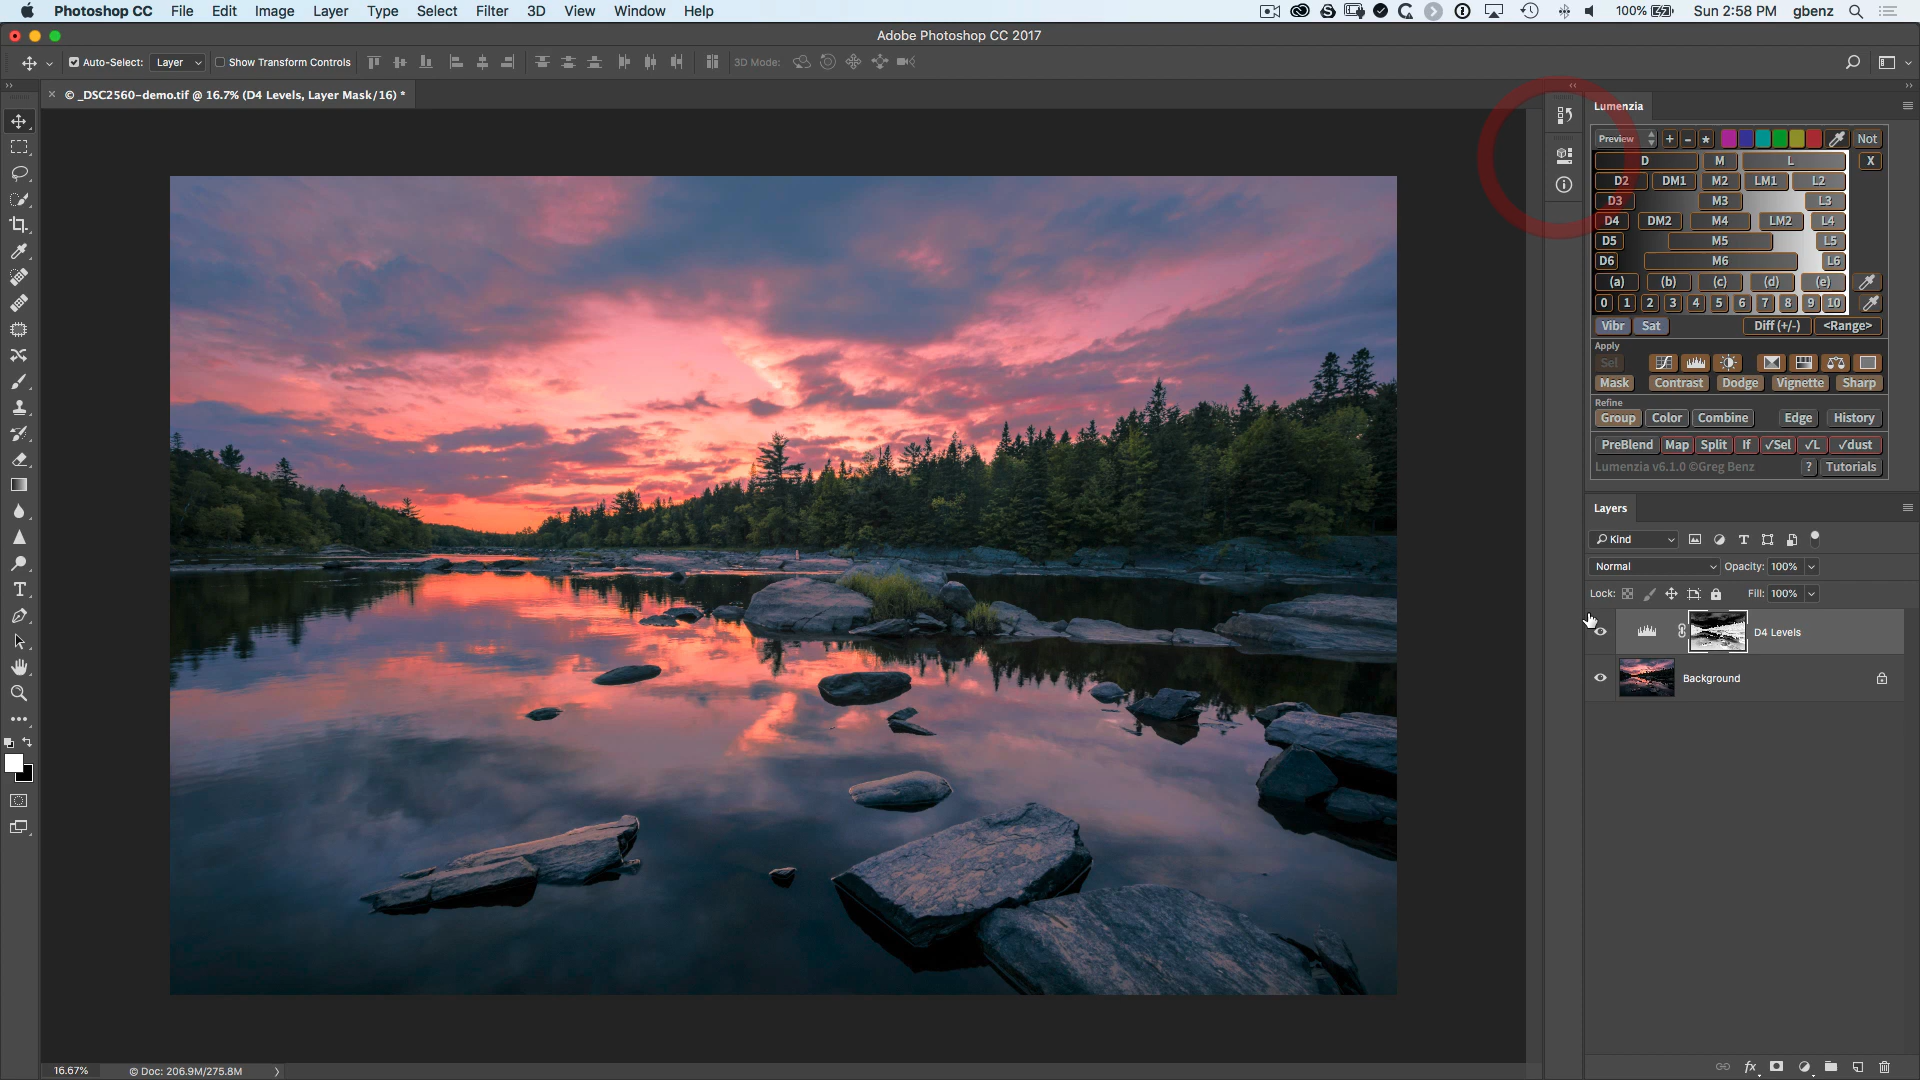 Photoshop CC File Edit Image Layer Type Select Filter 3D View Window Help 100% Sun 2:58 PM gbenz
Adobe Photoshop CC 2017
Auto-Select: Layer Show Transform Controls 3D Mode:
× © _DSC2560-demo.tif @ 16.7% (D4 Levels, Layer Mask/16) *
Lumenzia
Preview + - * Not
D M L X
D2 DM1 M2 LM1 L2
D3 M3 L3
D4 DM2 M4 LM2 L4
D5 M5 L5
D6 M6 L6
(a) (b) (c) (d) (e)
0 1 2 3 4 5 6 7 8 9 10
Vibr Sat Diff (+/-) <Range>
Apply
Sel
Mask Contrast Dodge Vignette Sharp
Refine
Group Color Combine Edge History
PreBlend Map Split If √Sel √L √dust
Lumenzia v6.1.0 ©Greg Benz ? Tutorials
Layers
Kind
Normal Opacity: 100%
Lock: Fill: 100%
D4 Levels
Background
16.67% © Doc: 206.9M/275.8M